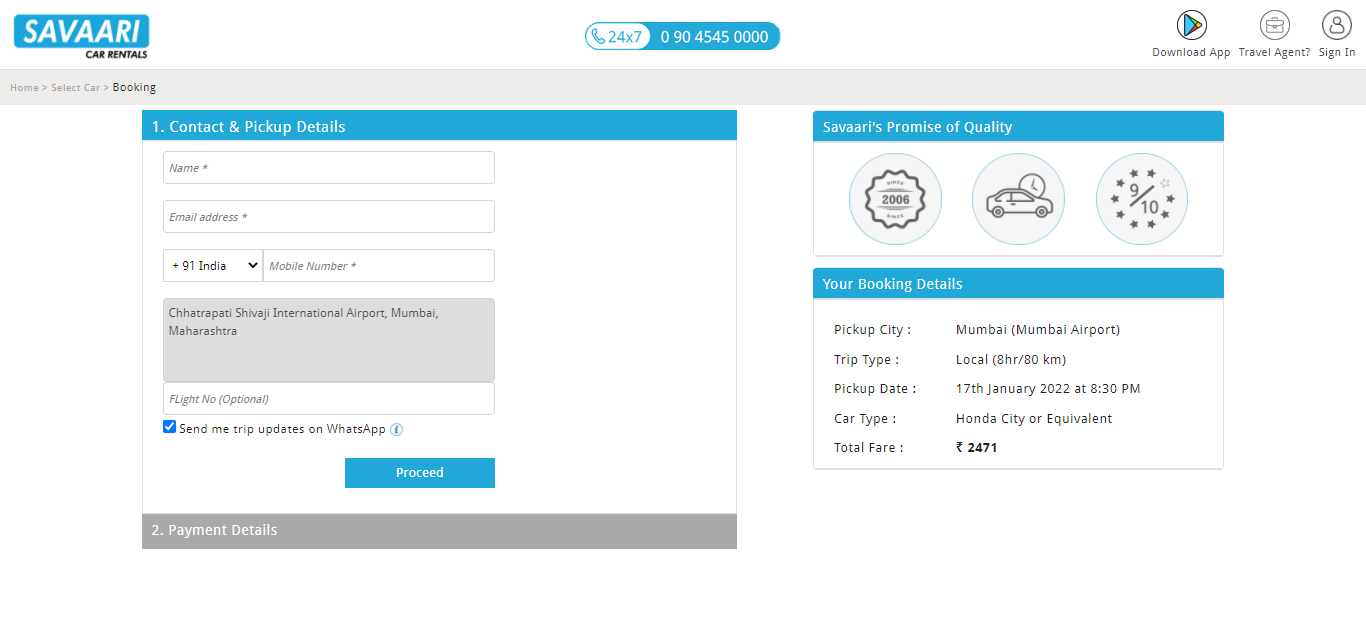 SAVAARI
CAR RENTALS
24x7 0 90 4545 0000
Download App Travel Agent? Sign In
Home > Select Car > Booking
1. Contact & Pickup Details
Name *
Email address *
+ 91 India Mobile Number *
Chhatrapati Shivaji International Airport, Mumbai,
Maharashtra
FLight No (Optional)
Send me trip updates on WhatsApp i
Proceed
2. Payment Details
Savaari's Promise of Quality
SINCE
2006
SINCE
9/10
Your Booking Details
Pickup City : Mumbai (Mumbai Airport)
Trip Type : Local (8hr/80 km)
Pickup Date : 17th January 2022 at 8:30 PM
Car Type : Honda City or Equivalent
Total Fare : ₹ 2471